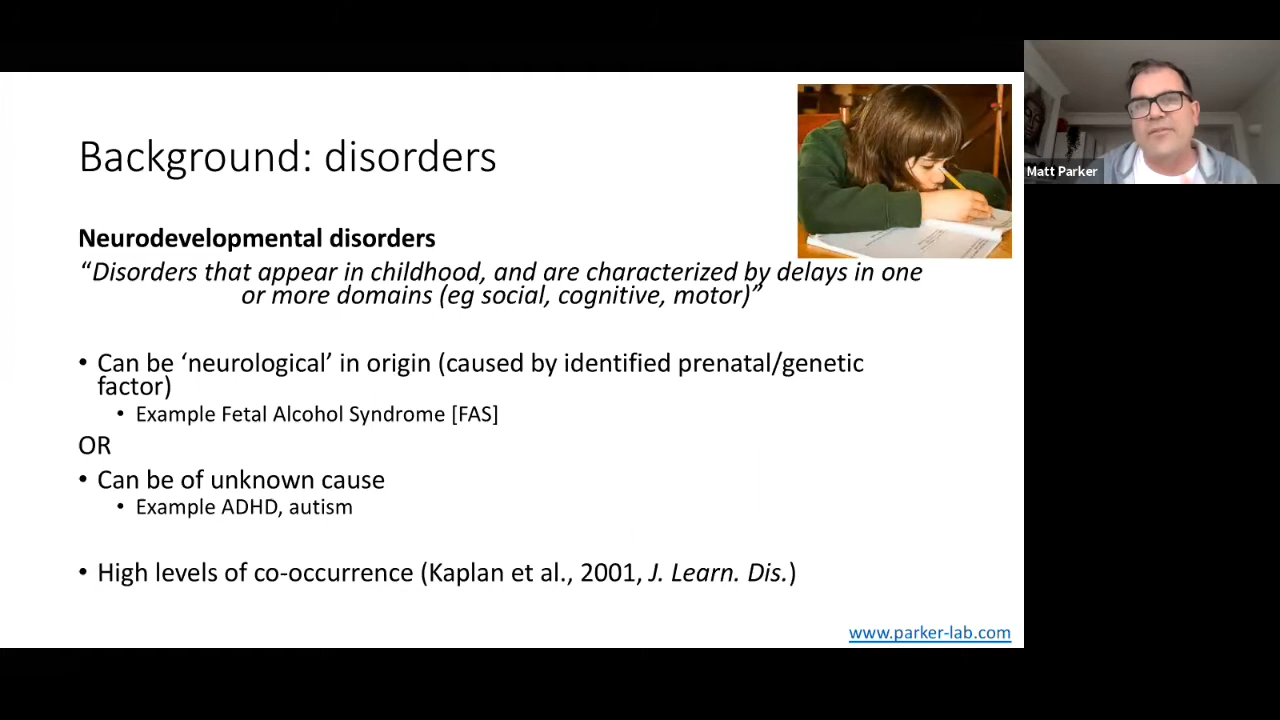 Background: disorders
Matt Parker
Neurodevelopmental disorders
“Disorders that appear in childhood, and are characterized by delays in one
or more domains (eg social, cognitive, motor)”
• Can be ‘neurological’ in origin (caused by identified prenatal/genetic
factor)
• Example Fetal Alcohol Syndrome [FAS]
OR
• Can be of unknown cause
• Example ADHD, autism
• High levels of co-occurrence (Kaplan et al., 2001, J. Learn. Dis.)
www.parker-lab.com